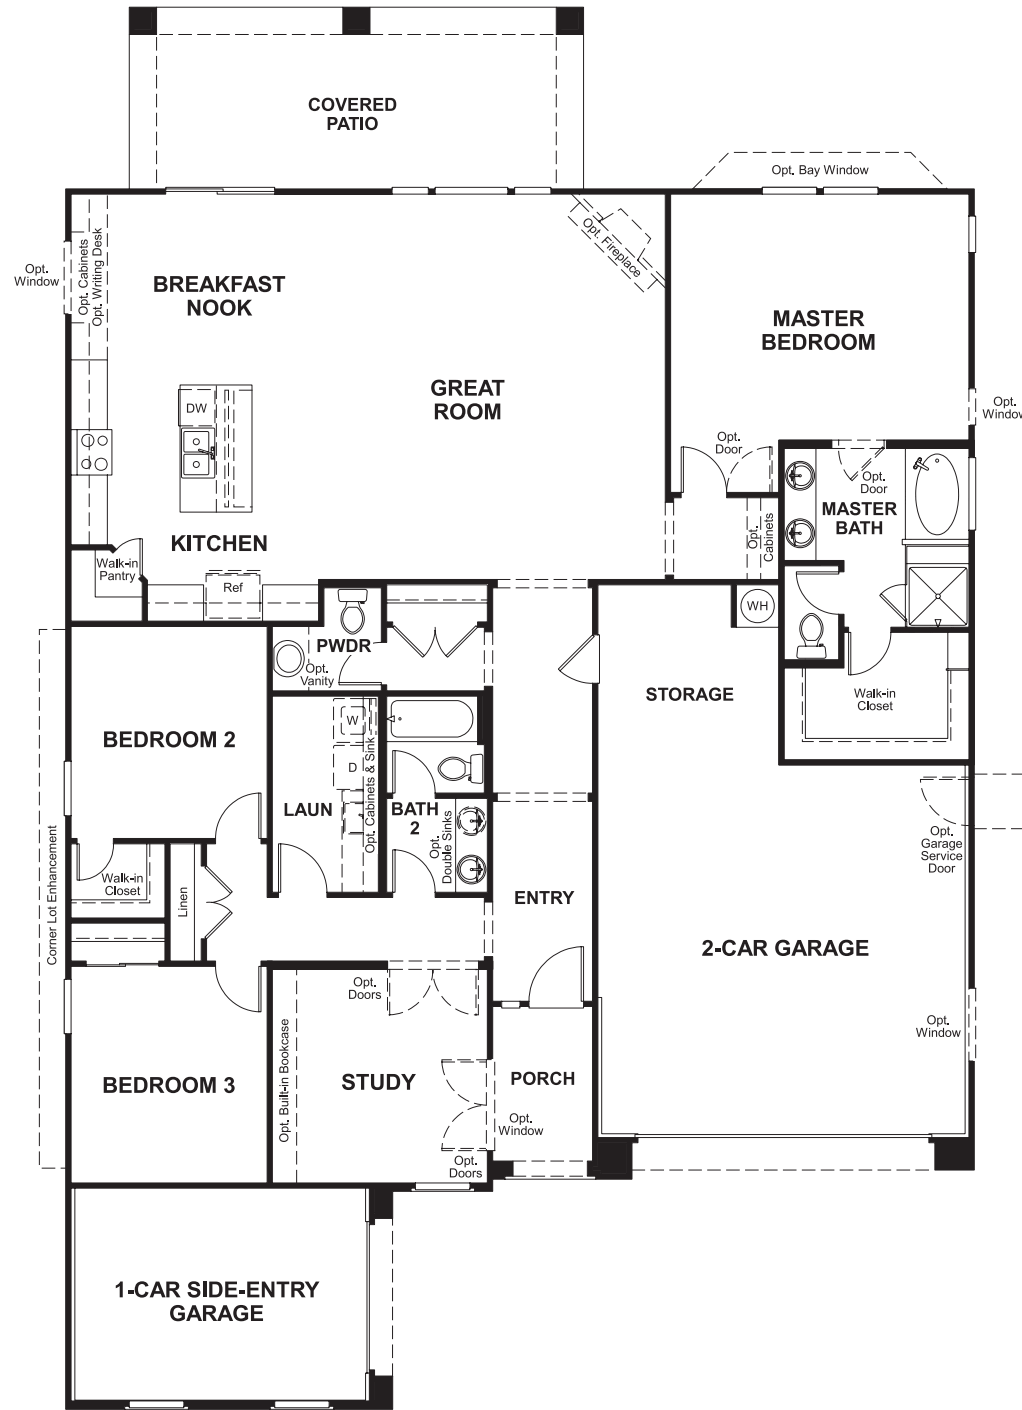 COVERED
PATIO
Opt. Bay Window
Opt.
Window
Opt. Cabinets
Opt. Writing Desk
BREAKFAST
NOOK
Opt. Fireplace
MASTER
BEDROOM
GREAT
ROOM
DW
Opt.
Window
Opt.
Door
Opt.
Door
MASTER
BATH
Opt.
Cabinets
KITCHEN
Walk-in
Pantry
Ref
WH
PWDR
Opt.
Vanity
STORAGE
Walk-in
Closet
BEDROOM 2
W
D
Opt. Cabinets & Sink
LAUN
BATH
2
Opt.
Double Sinks
Opt.
Garage
Service
Door
Corner Lot Enhancement
Walk-in
Closet
Linen
ENTRY
2-CAR GARAGE
Opt.
Doors
Opt.
Window
Opt. Built-in Bookcase
BEDROOM 3
STUDY
PORCH
Opt.
Window
Opt.
Doors
1-CAR SIDE-ENTRY
GARAGE